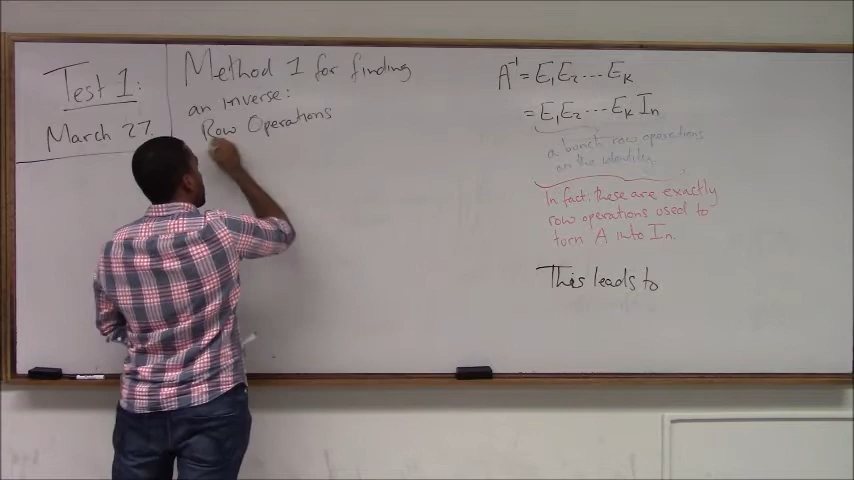 Test 1:
March 27
Method 1 for finding
an inverse:
Row Operations
A⁻¹ = E₁E₂ ... Eₖ
= E₁E₂ ... Eₖ Iₙ
a bunch row operations
on the identity
In fact: these are exactly
row operations used to
turn A into Iₙ.
This leads to